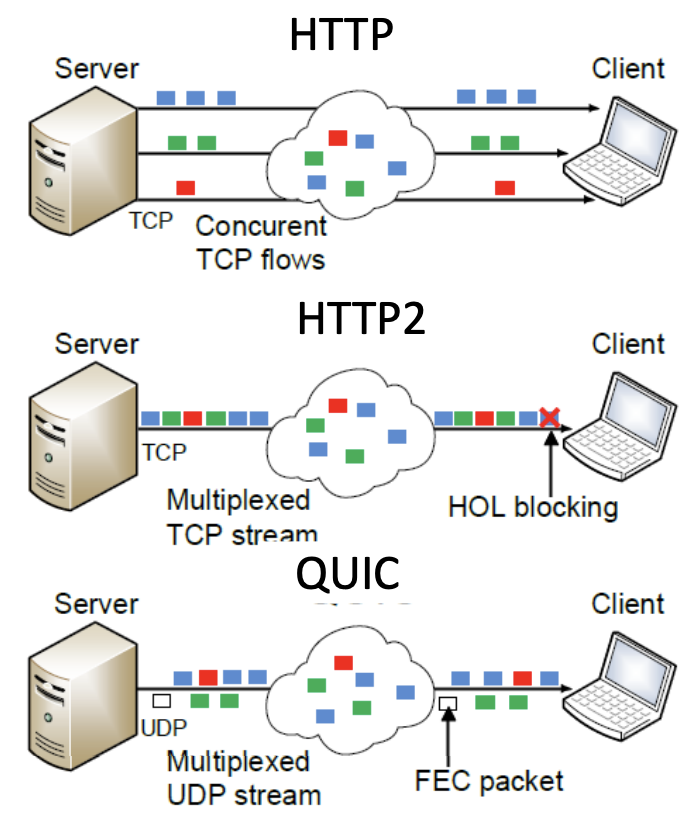 HTTP
Server
Client
TCP
Concurent
TCP flows
HTTP2
Server
Client
TCP
Multiplexed
TCP stream
HOL blocking
QUIC
Server
Client
UDP
Multiplexed
UDP stream
FEC packet